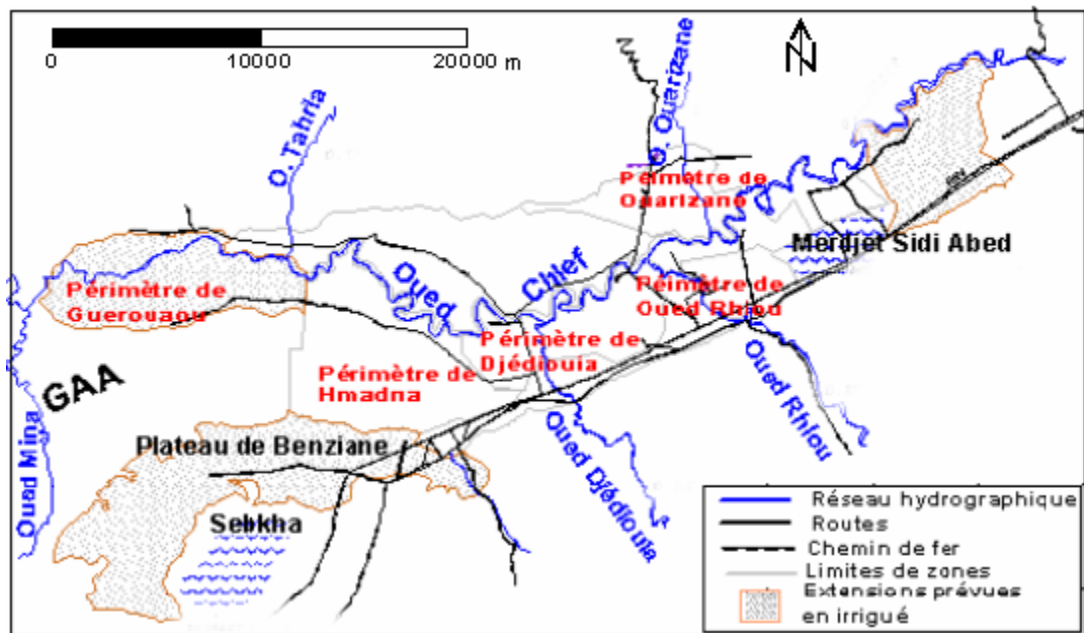 0 10000 20000 m
N
O. Tahria
O. Ouarizane
Périmètre de
Ouarizane
Merdjet Sidi Abed
Oued
Chlef
Périmètre de
Guerouaou
Périmètre de
Oued Rhiou
Périmètre de
Djédiouia
Périmètre de
Hmadna
GAA
Oued Mina
Plateau de Benziane
Oued Rhiou
Oued Djédiouia
Sebkha
Réseau hydrographique
Routes
Chemin de fer
Limites de zones
Extensions prévues
en irrigué